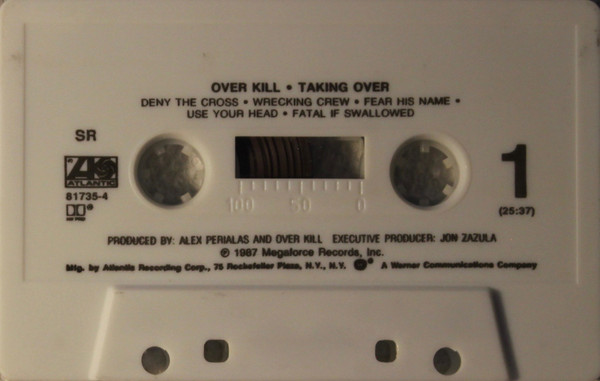 OVER KILL • TAKING OVER
DENY THE CROSS • WRECKING CREW • FEAR HIS NAME •
USE YOUR HEAD • FATAL IF SWALLOWED
SR
1
ATLANTIC
81735-4
(25:37)
100 50 0
PRODUCED BY: ALEX PERIALAS AND OVER KILL EXECUTIVE PRODUCER: JON ZAZULA
℗ 1987 Megaforce Records, Inc.
Mfg. by Atlantic Recording Corp., 75 Rockefeller Plaza, N.Y., N.Y. ® A Warner Communications Company